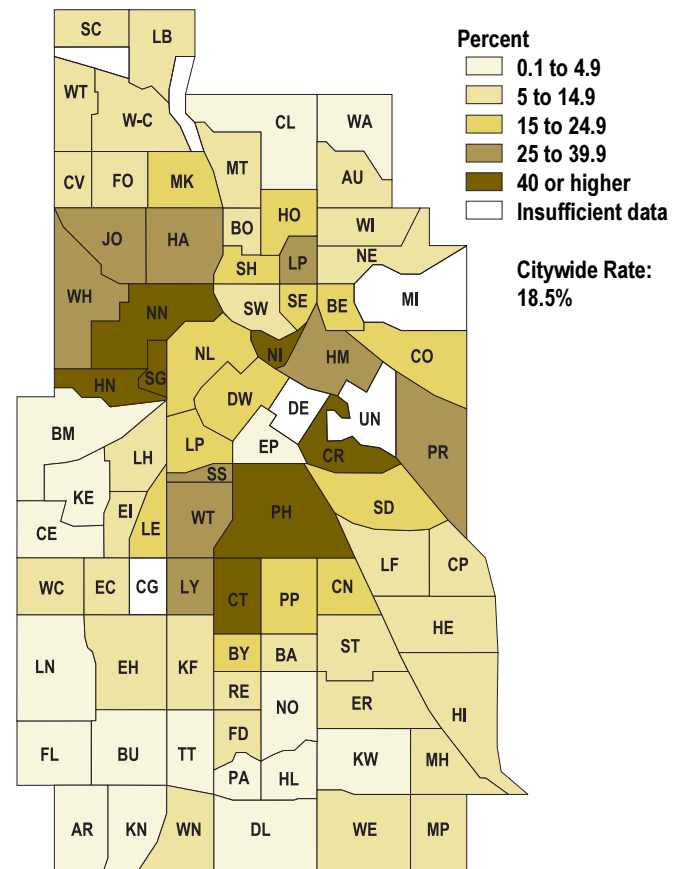 SC
LB
Percent
0.1 to 4.9
WT
5 to 14.9
CL
WA
W-C
15 to 24.9
25 to 39.9
MT
CV
FO
MK
AU
40 or higher
BO
HO
WI
Insufficient data
JO
HA
NE
SH
LP
Citywide Rate:
18.5%
WH
NN
SW
SE
BE
MI
NL
NI
HM
CO
HN
SG
DW
DE
UN
BM
LP
EP
CR
PR
LH
SS
KE
EI
LE
WT
PH
SD
CE
WC
EC
CG
LY
CT
PP
CN
LF
CP
HE
LN
EH
KF
BY
BA
ST
RE
NO
ER
HI
FL
BU
TT
FD
KW
MH
PA
HL
AR
KN
WN
DL
WE
MP